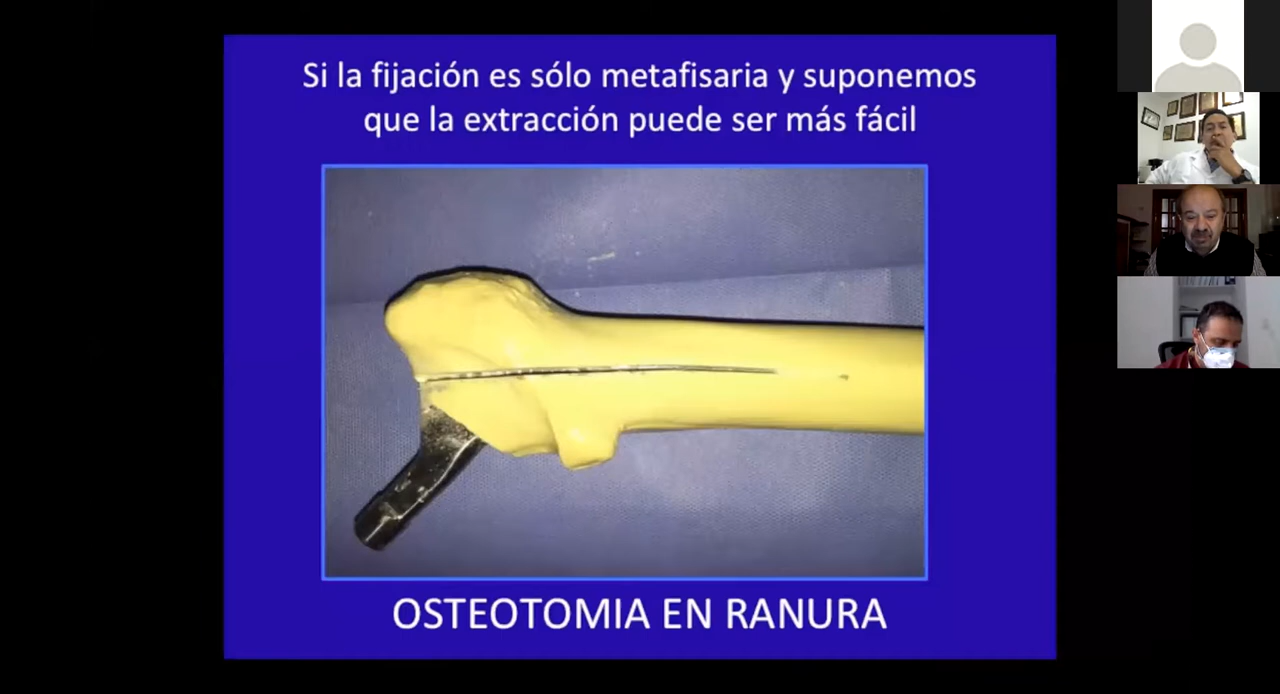 Si la fijación es sólo metafisaria y suponemos
que la extracción puede ser más fácil
OSTEOTOMIA EN RANURA